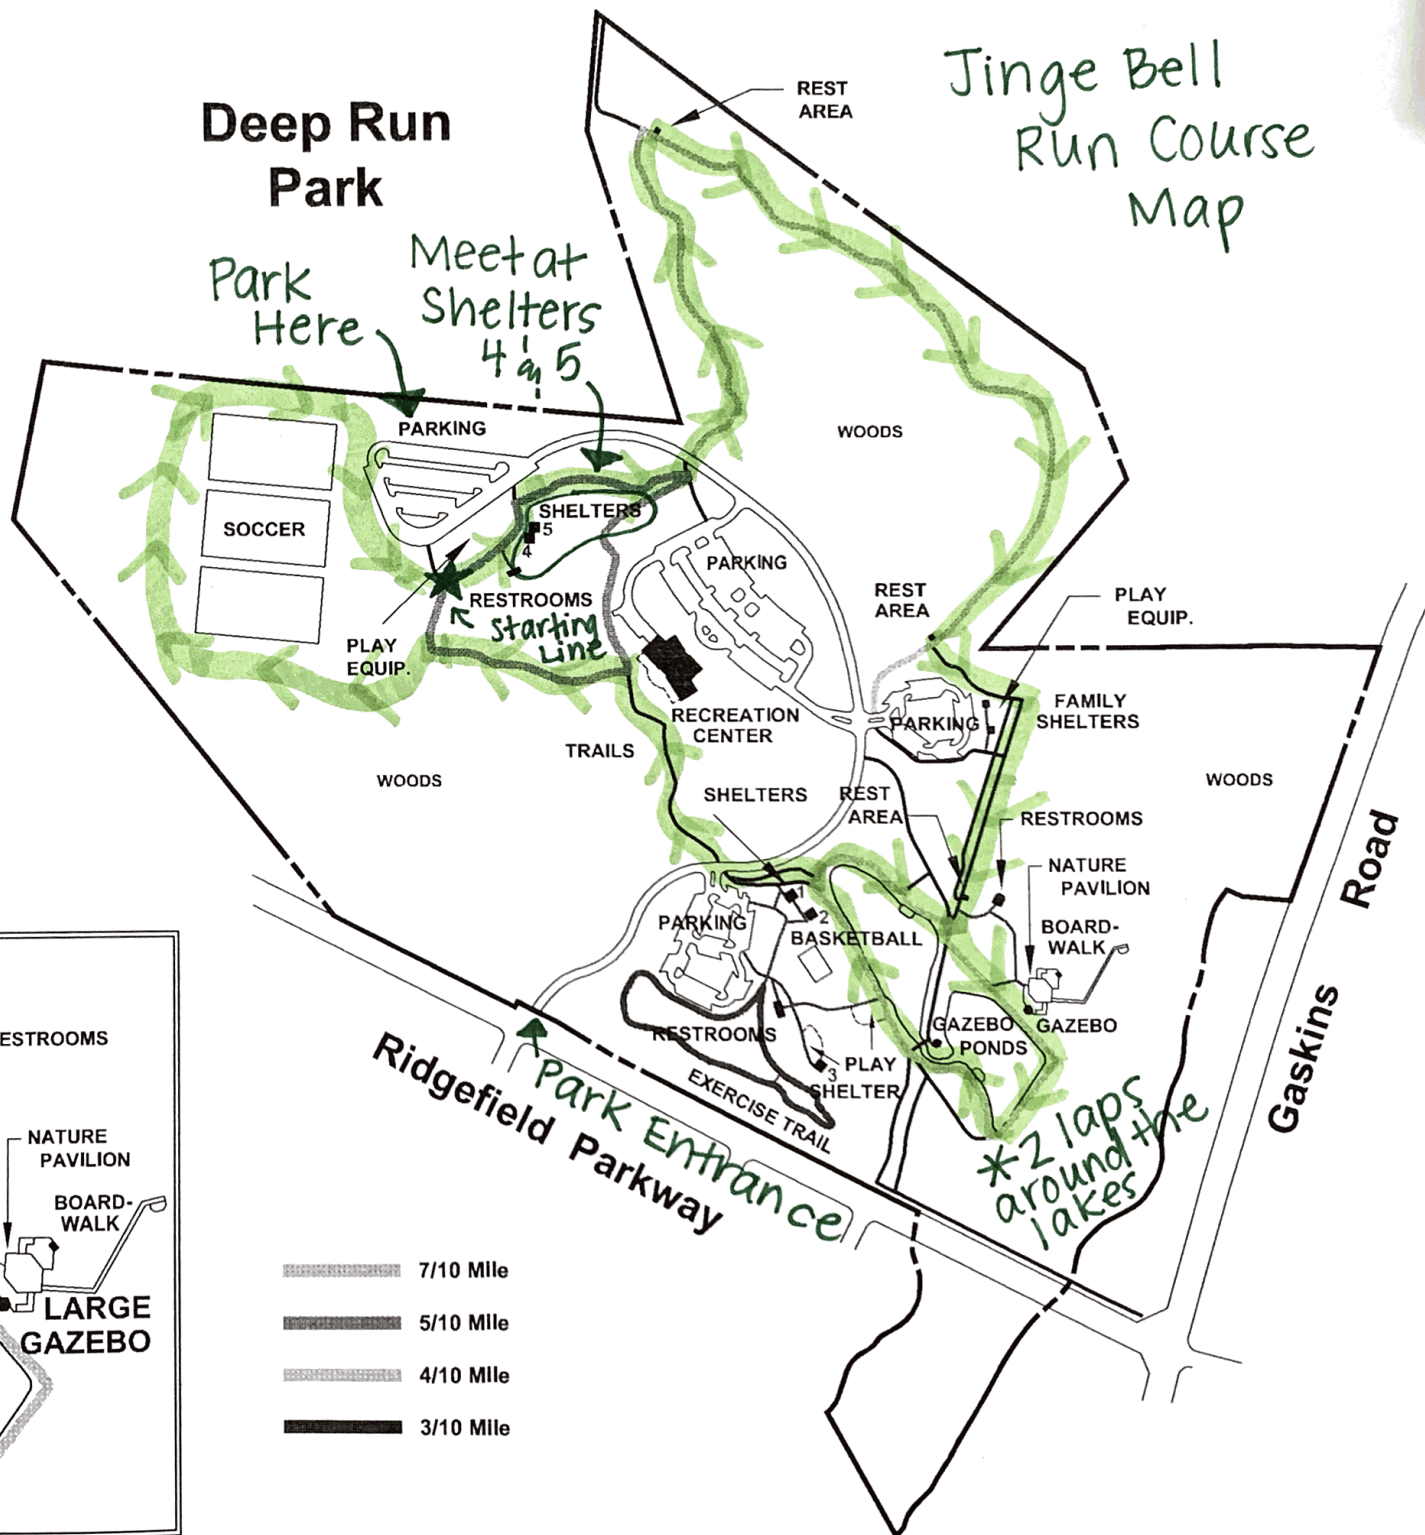 Deep Run
Park
Jinge Bell
Run Course
Map
REST
AREA
Park
Here
Meet at
Shelters
4 & 5
PARKING
WOODS
SOCCER
SHELTERS
5
4
PARKING
RESTROOMS
Starting
Line
PLAY
EQUIP.
REST
AREA
PLAY
EQUIP.
RECREATION
CENTER
PARKING
FAMILY
SHELTERS
TRAILS
WOODS
WOODS
SHELTERS
REST
AREA
RESTROOMS
NATURE
PAVILION
1
2
PARKING
BASKETBALL
BOARD-
WALK
GAZEBO
PONDS
GAZEBO
RESTROOMS
PLAY
3
SHELTER
EXERCISE TRAIL
Park Entrance
Ridgefield Parkway
Gaskins Road
*2 laps
around the
lakes
ESTROOMS
NATURE
PAVILION
BOARD-
WALK
LARGE
GAZEBO
7/10 Mile
5/10 Mile
4/10 Mile
3/10 Mile